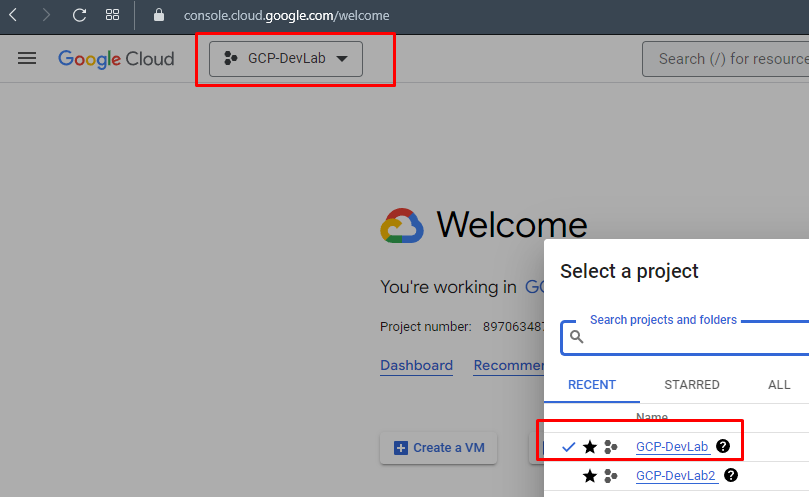 console.cloud.google.com/welcome
Google Cloud
GCP-DevLab
Search (/) for resource
Welcome
You're working in
Project number: 89706348
Dashboard
Recommen
Create a VM
Select a project
Search projects and folders
RECENT
STARRED
ALL
Name
GCP-DevLab
GCP-DevLab2